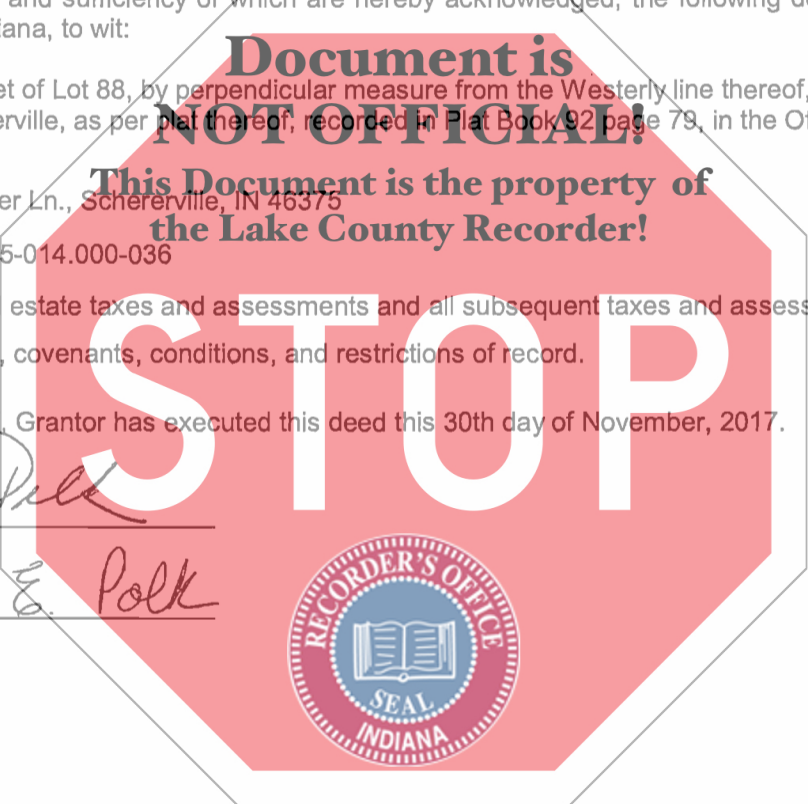 and sufficiency of which are hereby acknowledged, the following
iana, to wit:
Document is
et of Lot 88, by perpendicular measure from the Westerly line thereof,
NOT OFFICIAL!
erville, as per plat thereof, recorded in Plat Book 92 page 79, in the Of
This Document is the property of
er Ln., Schererville, IN 46375
the Lake County Recorder!
5-014.000-036
estate taxes and assessments and all subsequent taxes and assess
, covenants, conditions, and restrictions of record.
STOP
, Grantor has executed this deed this 30th day of November, 2017.
Polk
E. Polk
RECORDER'S OFFICE
SEAL
INDIANA